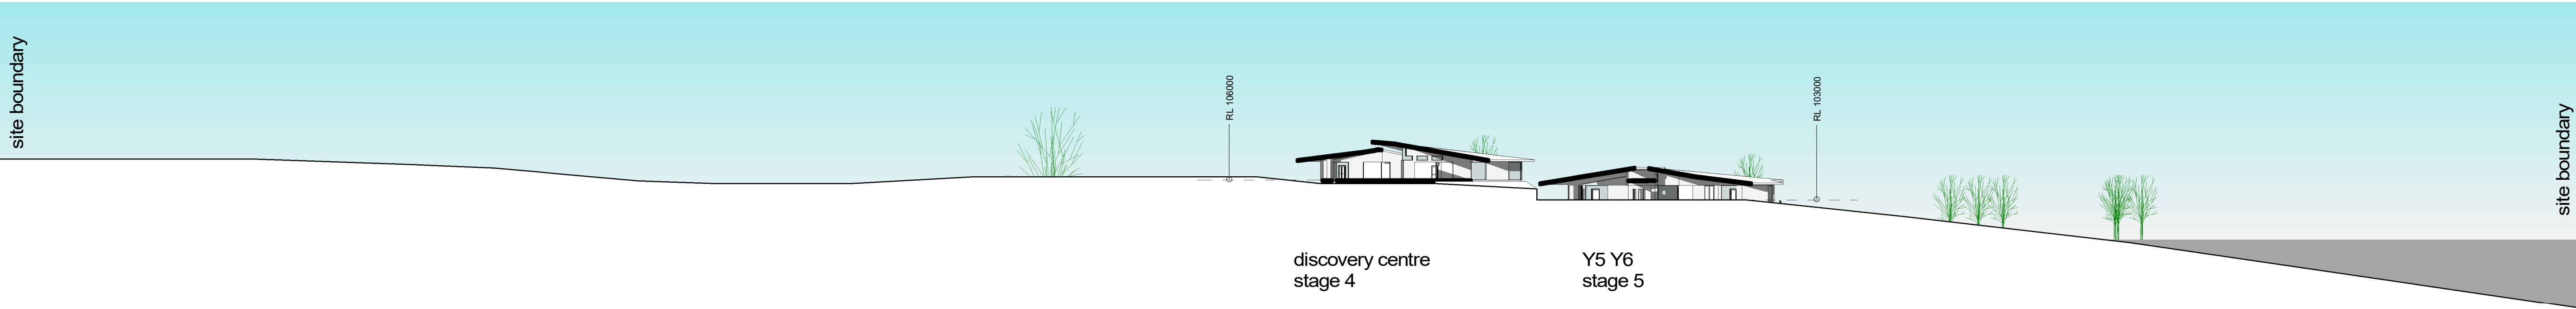 site boundary
RL 106000
RL 103000
site boundary
discovery centre
stage 4
Y5 Y6
stage 5